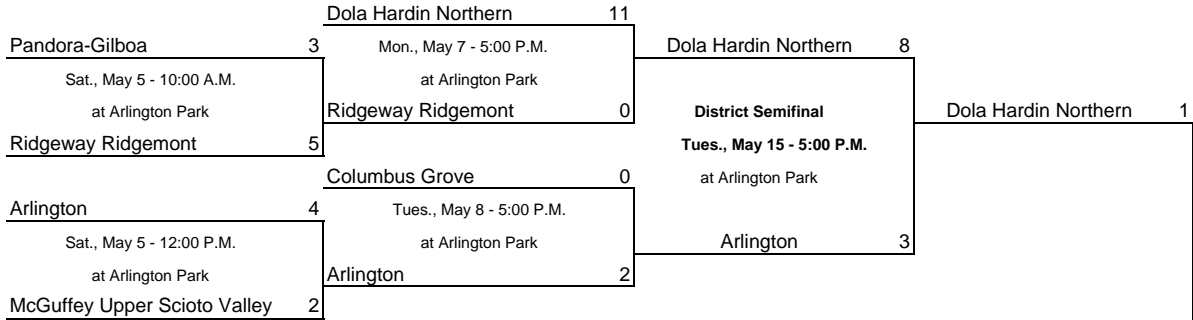 Dola Hardin Northern 11
Pandora-Gilboa 3 Mon., May 7 - 5:00 P.M. Dola Hardin Northern 8
Sat., May 5 - 10:00 A.M. at Arlington Park
at Arlington Park Ridgeway Ridgemont 0 District Semifinal Dola Hardin Northern 1
Ridgeway Ridgemont 5 Tues., May 15 - 5:00 P.M.
Columbus Grove 0 at Arlington Park
Arlington 4 Tues., May 8 - 5:00 P.M.
Sat., May 5 - 12:00 P.M. at Arlington Park Arlington 3
at Arlington Park Arlington 2
McGuffey Upper Scioto Valley 2